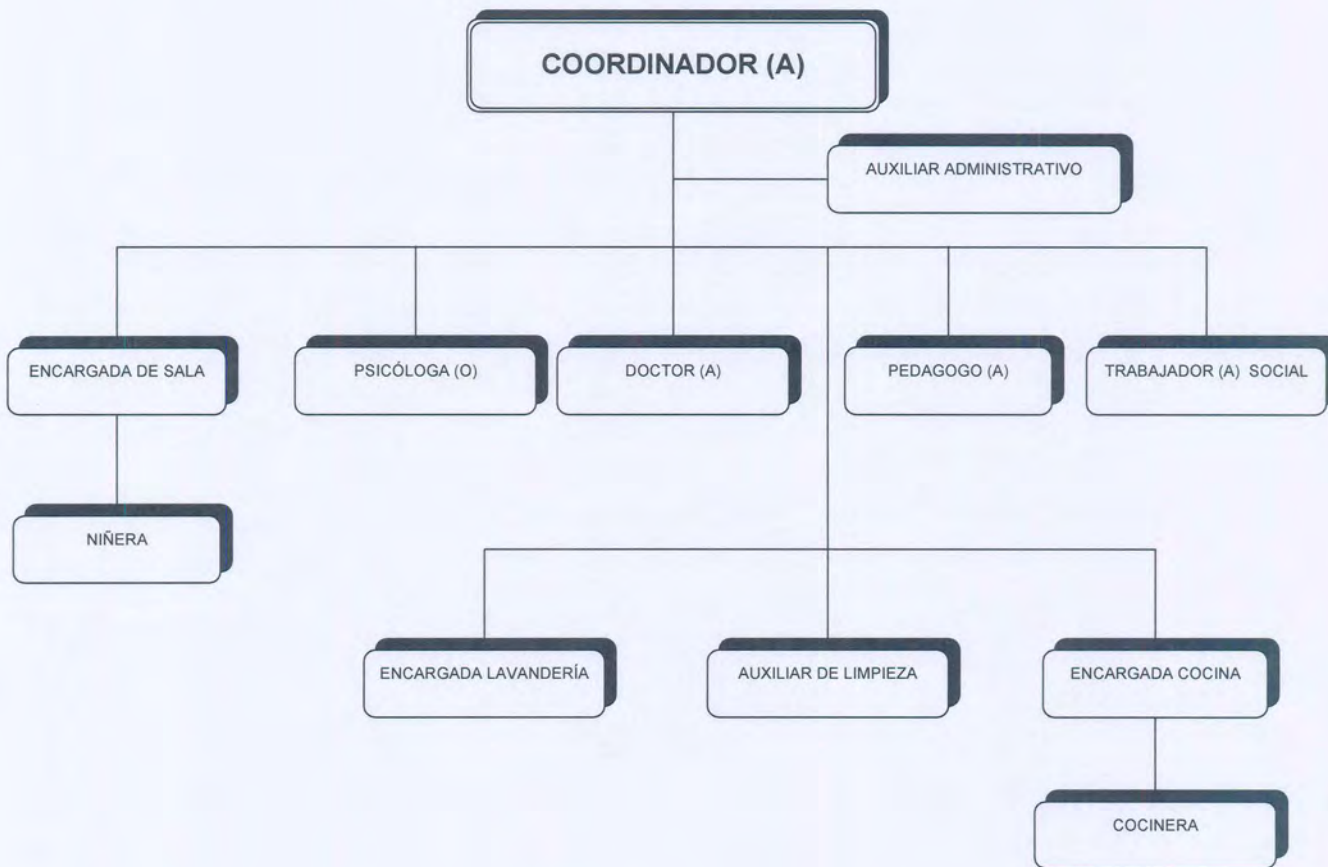 COORDINADOR (A)
AUXILIAR ADMINISTRATIVO
ENCARGADA DE SALA
PSICÓLOGA (O)
DOCTOR (A)
PEDAGOGO (A)
TRABAJADOR (A) SOCIAL
NIÑERA
ENCARGADA LAVANDERÍA
AUXILIAR DE LIMPIEZA
ENCARGADA COCINA
COCINERA